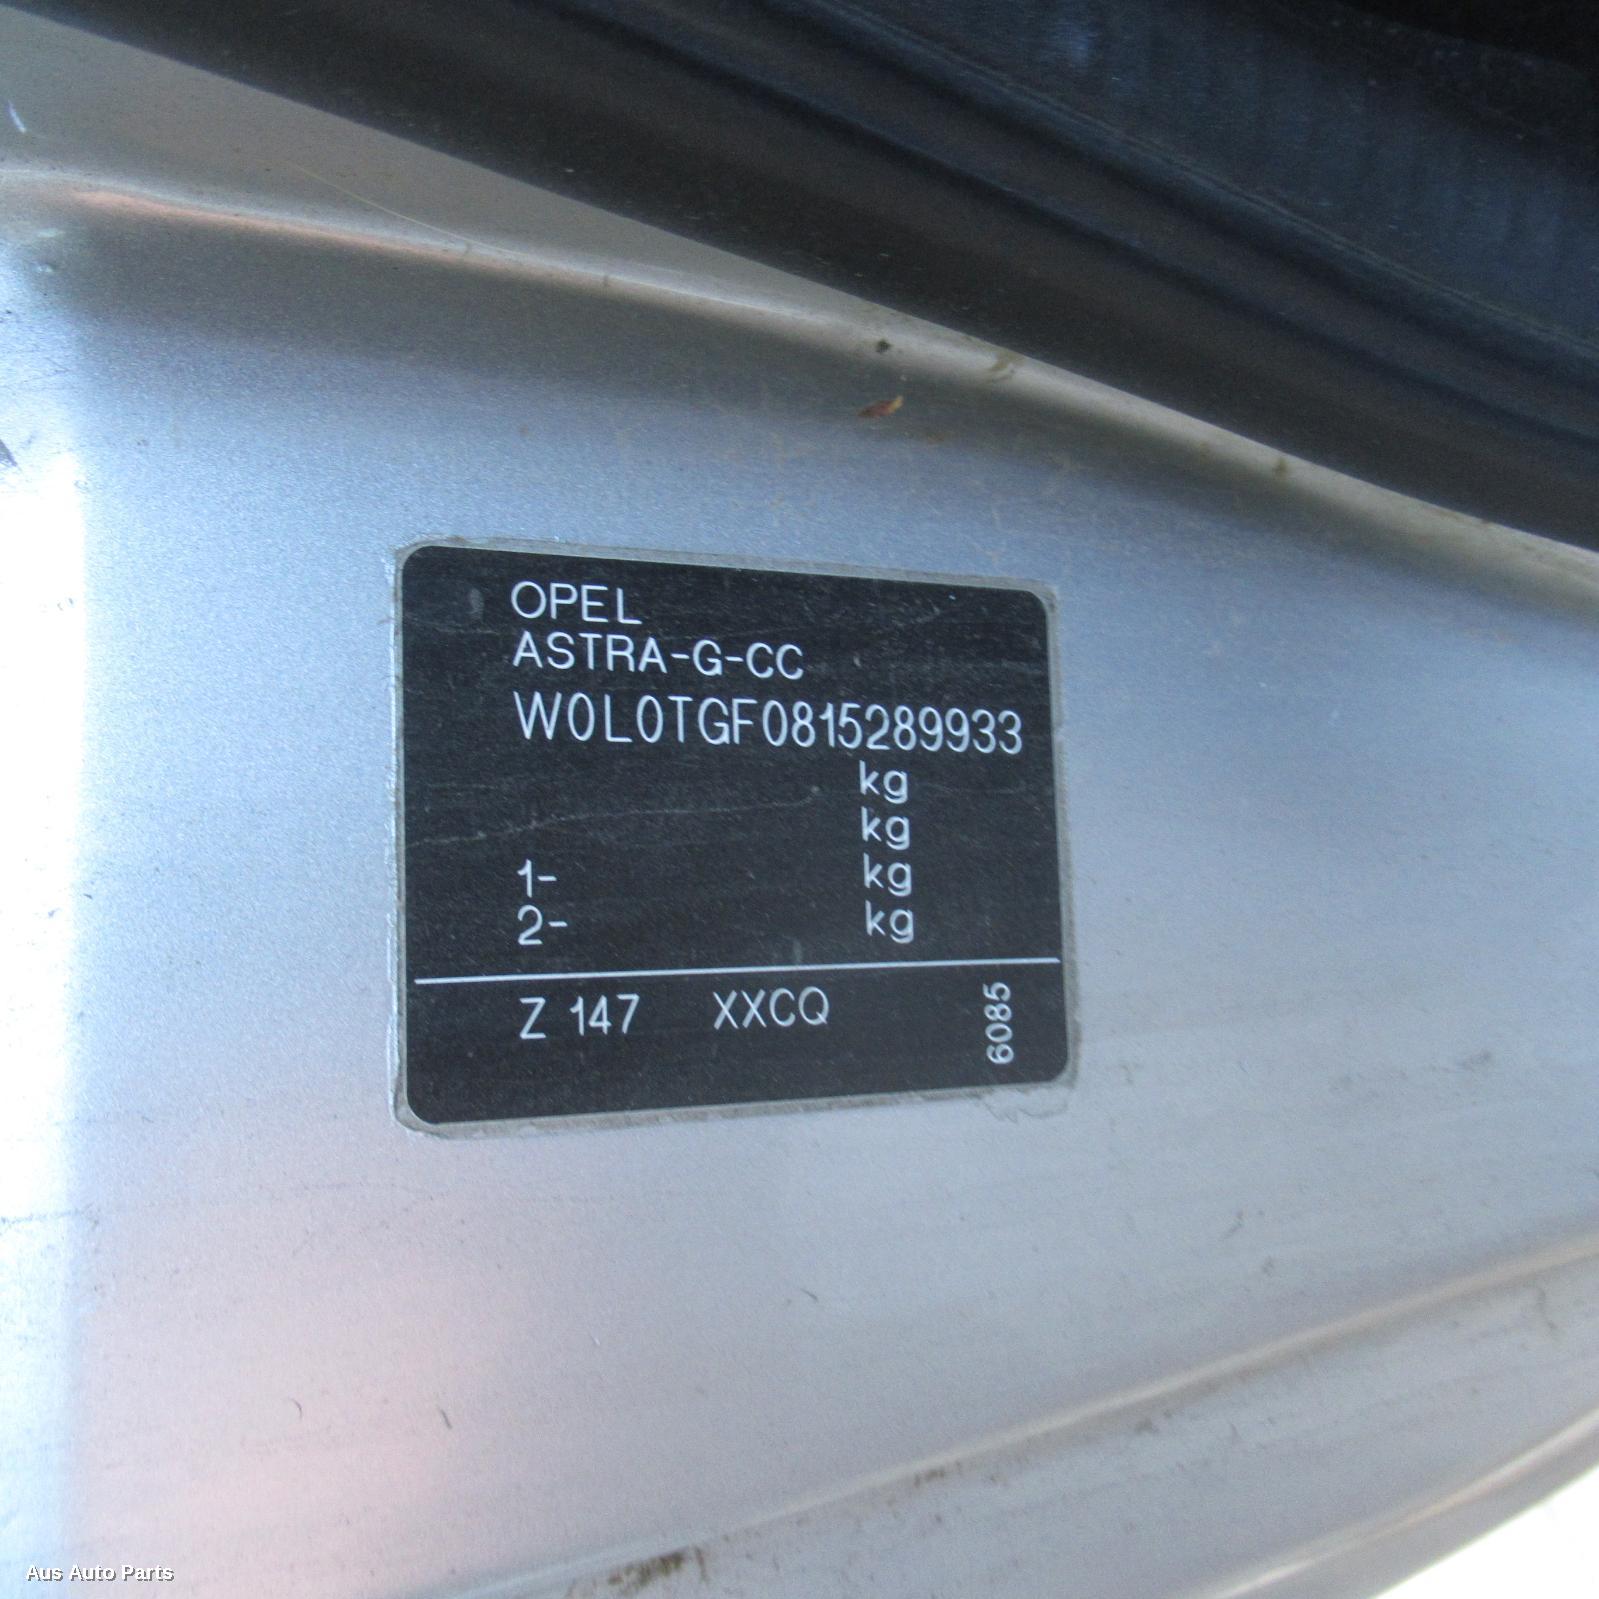 OPEL
ASTRA-G-CC
W0L0TGF0815289933
kg
kg
1- kg
2- kg
Z 147 XXCQ 6085
Aus Auto Parts